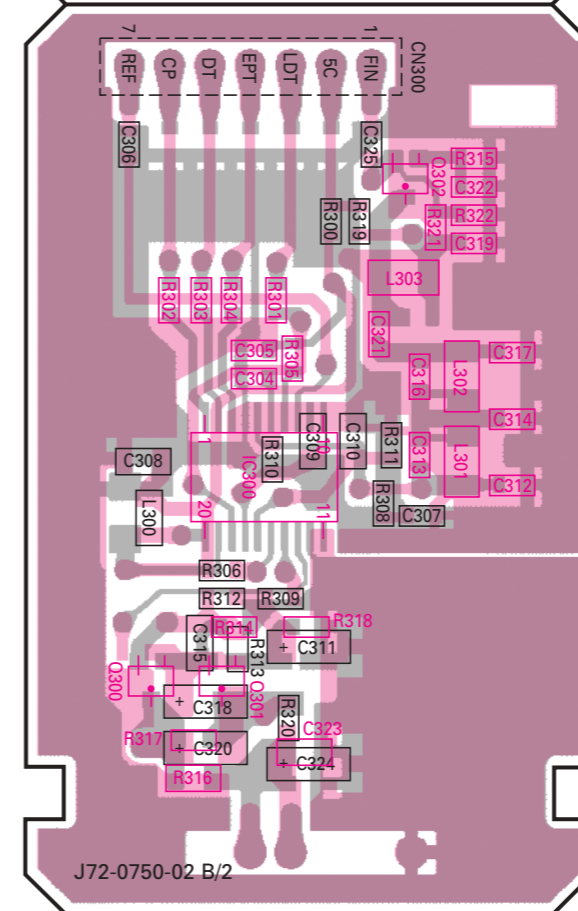 7
1
CN300
REF
CP
DT
EPT
LDT
5C
FIN
C306
C325
Q302
R315
C322
R322
C319
R321
R300
R319
L303
R302
R303
R304
R301
C321
C305
C304
R305
C317
C316
L302
C314
C313
L301
C312
1
10
C309
C310
R311
R310
IC300
C308
L300
20
11
R308
C307
R306
R312
R309
R314
R318
C315
R313
+ C311
Q300
Q301
+ C318
R320
R317
+ C320
C323
+ C324
R316
J72-0750-02 B/2